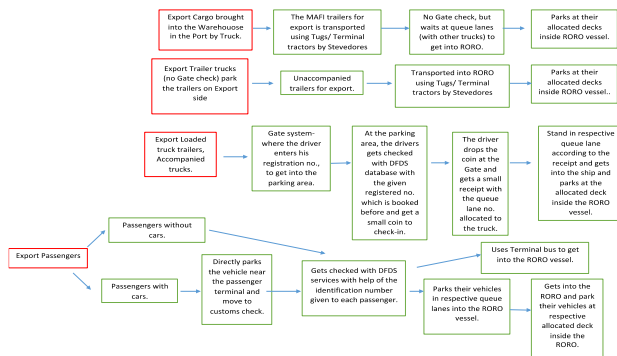 Export Cargo brought
into the Warehouse
in the Port by Truck.
The MAFI trailers for
export is transported
using Tugs/ Terminal
tractors by Stevedores
No Gate check, but
waits at queue lanes
(with other trucks) to
get into RORO.
Parks at their
allocated decks
inside RORO vessel.
Export Trailer trucks
(no Gate check) park
the trailers on Export
side
Unaccompanied
trailers for export.
Transported into RORO
using Tugs/ Terminal
tractors by Stevedores
Parks at their
allocated decks
inside RORO vessel..
Export Loaded
truck trailers,
Accompanied
trucks.
Gate system-
where the driver
enters his
registration no.,
to get into the
parking area.
At the parking
area, the drivers
gets checked
with DFDS
database with
the given
registered no.
which is booked
before and get a
small coin to
check-in.
The driver
drops the
coin at the
Gate and
gets a small
receipt with
the queue
lane no.
allocated to
the truck.
Stand in respective
queue lane
according to the
receipt and gets
into the ship and
parks at the
allocated deck
inside the RORO
vessel.
Export Passengers
Passengers without
cars.
Passengers with
cars.
Directly parks
the vehicle near
the passenger
terminal and
move to
customs check.
Gets checked with DFDS
services with help of the
identification number
given to each passenger.
Uses Terminal bus to get
into the RORO vessel.
Parks their vehicles
in respective queue
lanes into the RORO
vessel.
Gets into the
RORO and park
their vehicles at
respective
allocated deck
inside the
RORO.